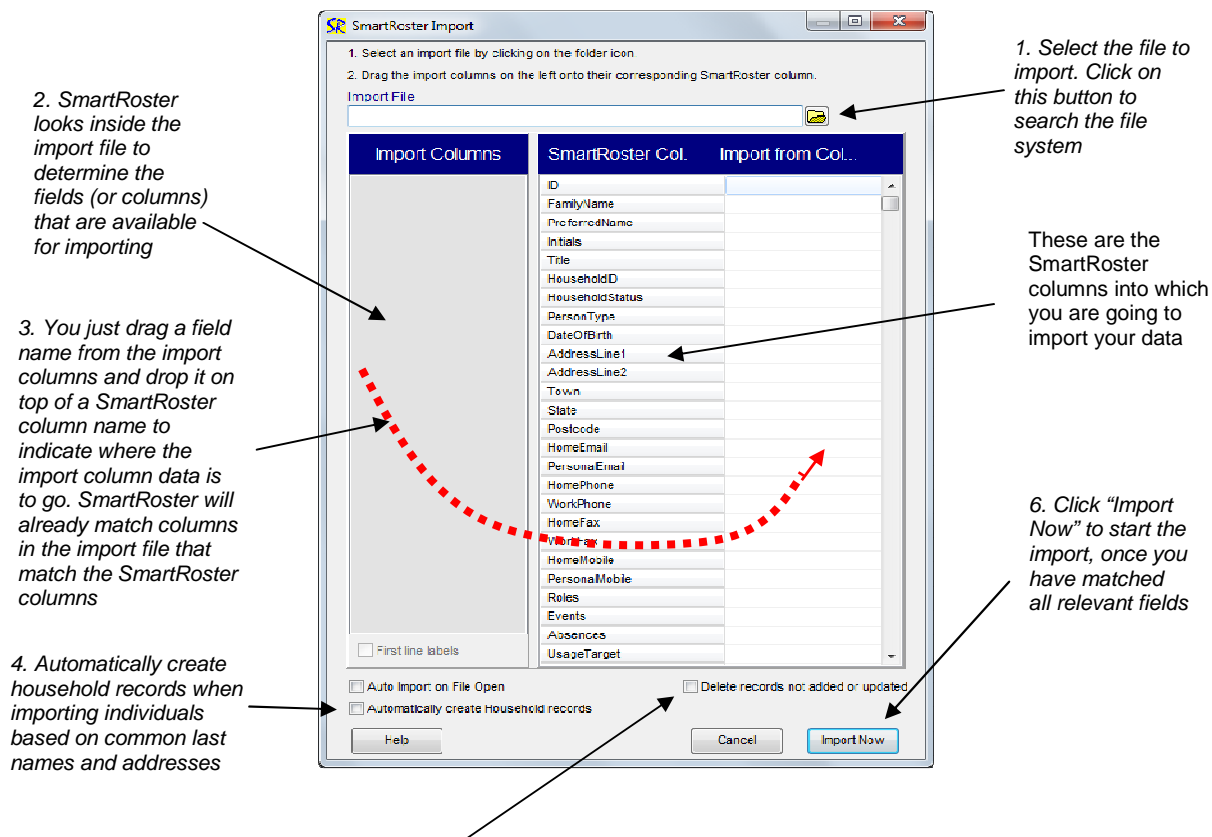 SR SmartRoster Import
1. Select an import file by clicking on the folder icon
2. Drag the import columns on the left onto their corresponding SmartRoster column.
Import File
Import Columns
SmartRoster Col.
Import from Col...
ID
FamilyName
PreferredName
Initials
Title
HouseholdID
HouseholdStatus
PersonType
DateOfBirth
AddressLine1
AddressLine2
Town
State
Postcode
HomeEmail
PersonalEmail
HomePhone
WorkPhone
HomeFax
WorkFax
HomeMobile
PersonalMobile
Roles
Events
Absences
UsageTarget
First line labels
Auto Import on File Open
Delete records not added or updated
Automatically create Household records
Help
Cancel
Import Now
1. Select the file to
import. Click on
this button to
search the file
system
2. SmartRoster
looks inside the
import file to
determine the
fields (or columns)
that are available
for importing
These are the
SmartRoster
columns into which
you are going to
import your data
3. You just drag a field
name from the import
columns and drop it on
top of a SmartRoster
column name to
indicate where the
import column data is
to go. SmartRoster will
already match columns
in the import file that
match the SmartRoster
columns
4. Automatically create
household records when
importing individuals
based on common last
names and addresses
6. Click “Import
Now” to start the
import, once you
have matched
all relevant fields